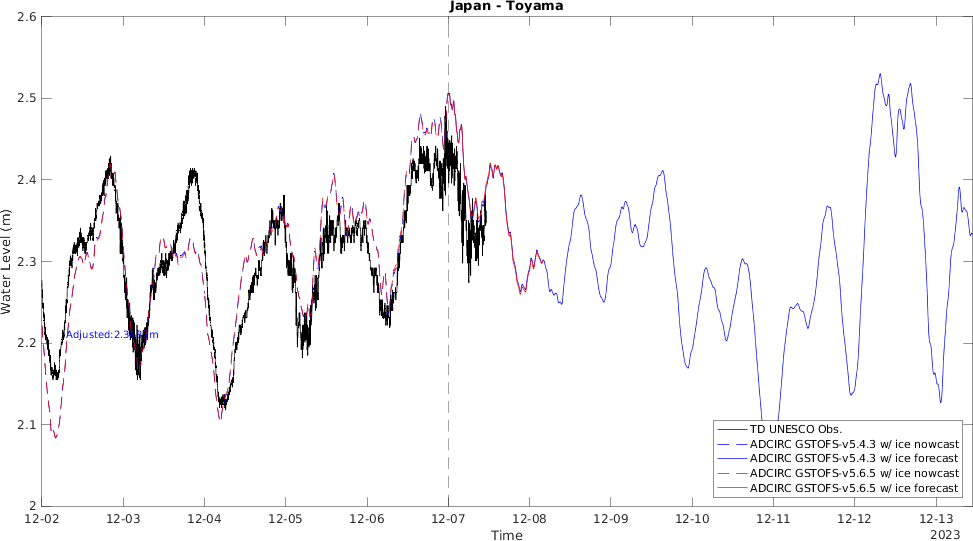 Japan - Toyama
Water Level (m)
2.6
2.5
2.4
2.3
2.2
2.1
2
12-02
12-03
12-04
12-05
12-06
12-07
12-08
12-09
12-10
12-11
12-12
12-13
2023
Time
TD UNESCO Obs.
ADCIRC GSTOFS-v5.4.3 w/ ice nowcast
ADCIRC GSTOFS-v5.4.3 w/ ice forecast
ADCIRC GSTOFS-v5.6.5 w/ ice nowcast
ADCIRC GSTOFS-v5.6.5 w/ ice forecast